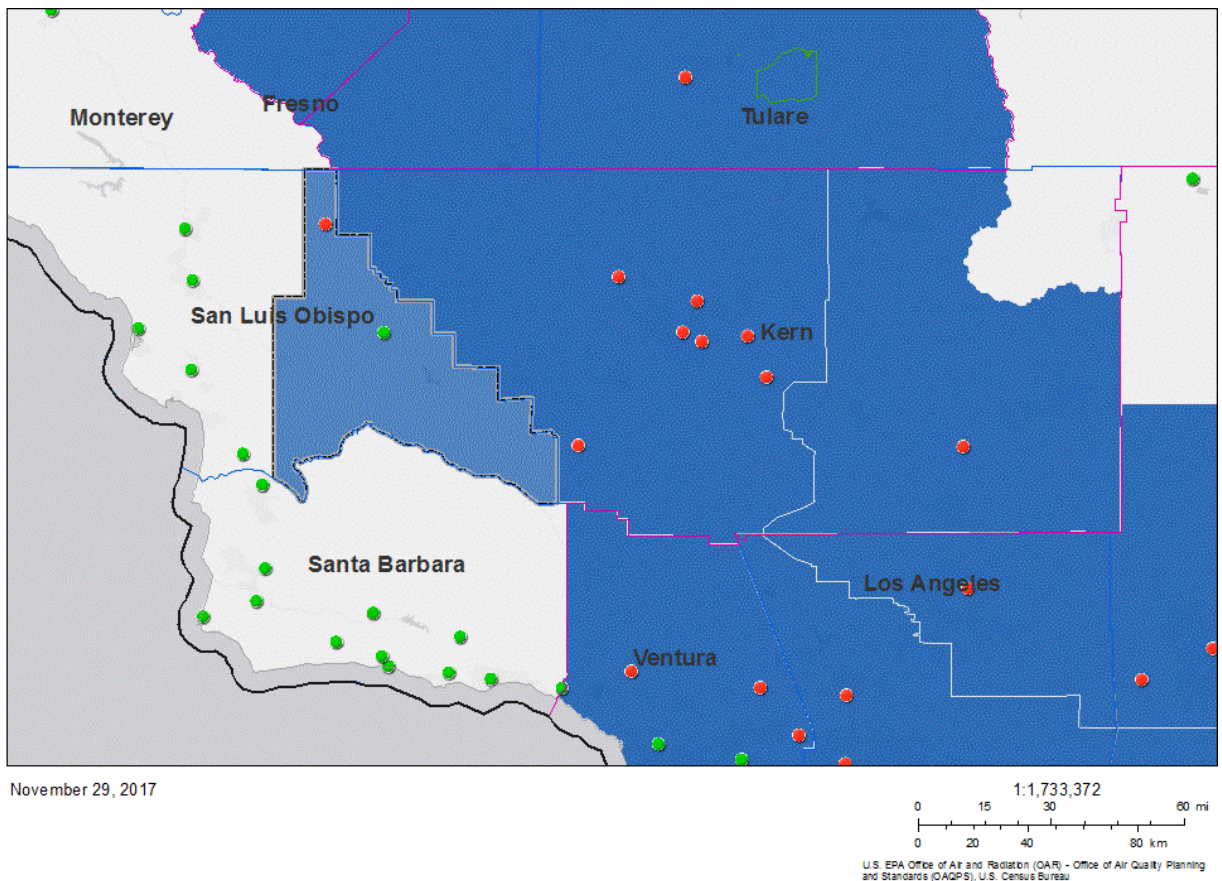 Fresno
Monterey
Tulare
San Luis Obispo
Kern
Santa Barbara
Los Angeles
Ventura
November 29, 2017
1:1,733,372
0 15 30 60 mi
0 20 40 80 km
U.S. EPA Office of Air and Radiation (OAR) - Office of Air Quality Planning
and Standards (OAQPS), U.S. Census Bureau